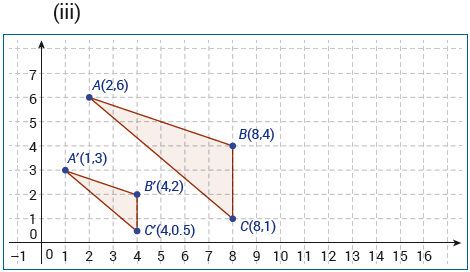 (iii)
7
A(2,6)
6
5
B(8,4)
4
A′(1,3)
3
B′(4,2)
2
C′(4,0.5)
C(8,1)
1
0
−1 0 1 2 3 4 5 6 7 8 9 10 11 12 13 14 15 16